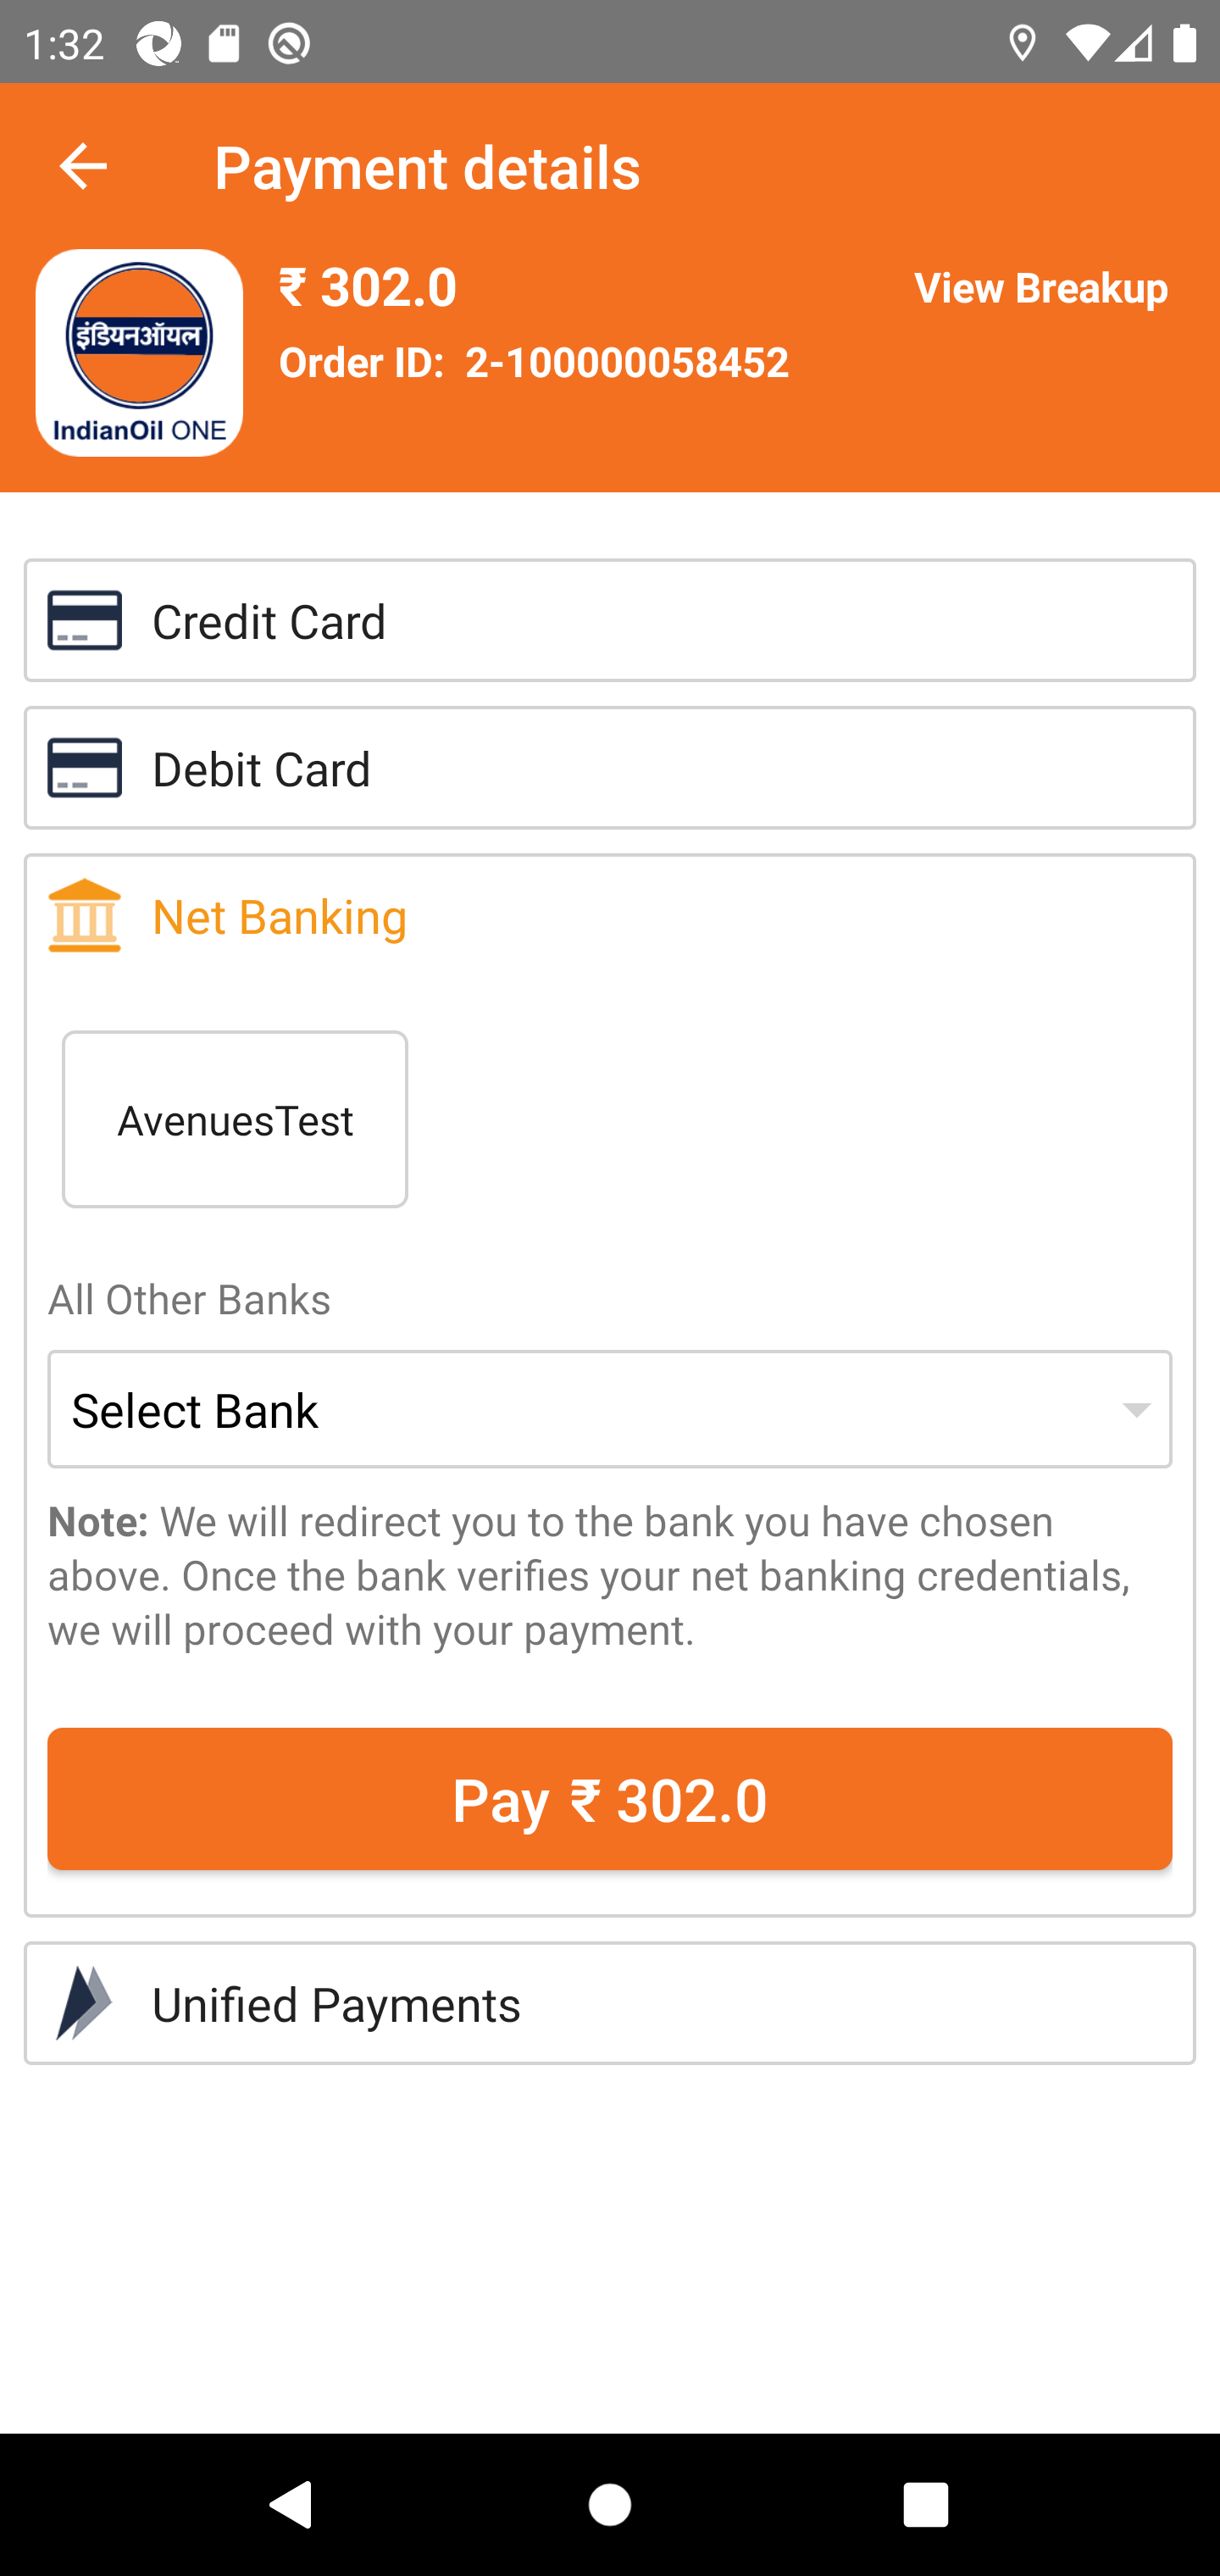 1:32
Payment details
इंडियनऑयल
IndianOil ONE
₹ 302.0
View Breakup
Order ID: 2-100000058452
Credit Card
Debit Card
Net Banking
AvenuesTest
All Other Banks
Select Bank
Note: We will redirect you to the bank you have chosen
above. Once the bank verifies your net banking credentials,
we will proceed with your payment.
Pay ₹ 302.0
Unified Payments